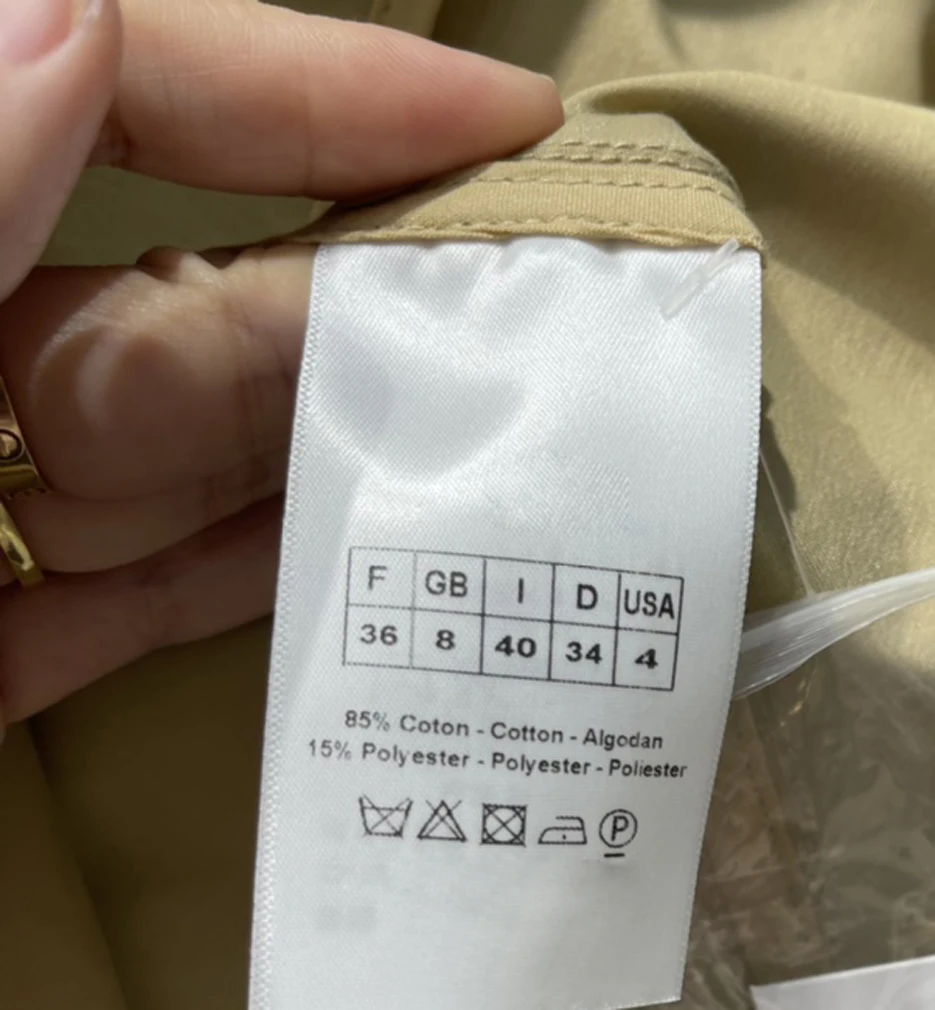 F GB I D USA
36 8 40 34 4
85% Coton - Cotton - Algodan
15% Polyester - Polyester - Poliester
P